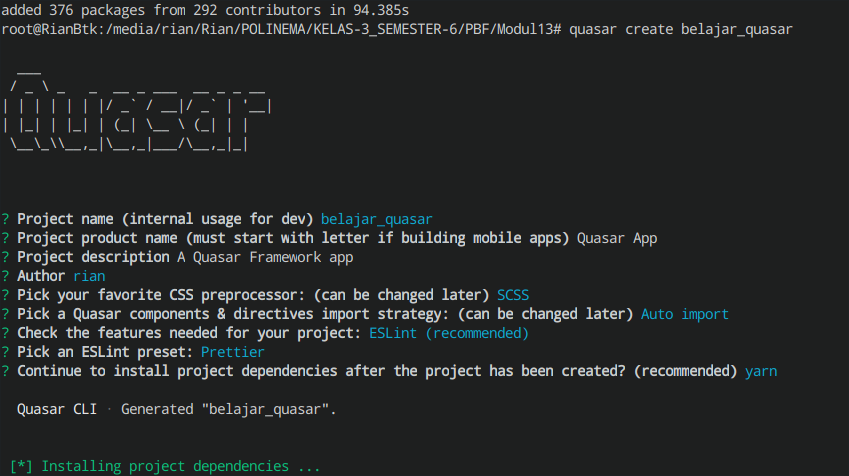 added 376 packages from 292 contributors in 94.385s
root@RianBtk:/media/rian/Rian/POLINEMA/KELAS-3_SEMESTER-6/PBF/Modul13# quasar create belajar_quasar
Quasar
? Project name (internal usage for dev) belajar_quasar
? Project product name (must start with letter if building mobile apps) Quasar App
? Project description A Quasar Framework app
? Author rian
? Pick your favorite CSS preprocessor: (can be changed later) SCSS
? Pick a Quasar components & directives import strategy: (can be changed later) Auto import
? Check the features needed for your project: ESLint (recommended)
? Pick an ESLint preset: Prettier
? Continue to install project dependencies after the project has been created? (recommended) yarn
Quasar CLI · Generated "belajar_quasar".
[*] Installing project dependencies ...